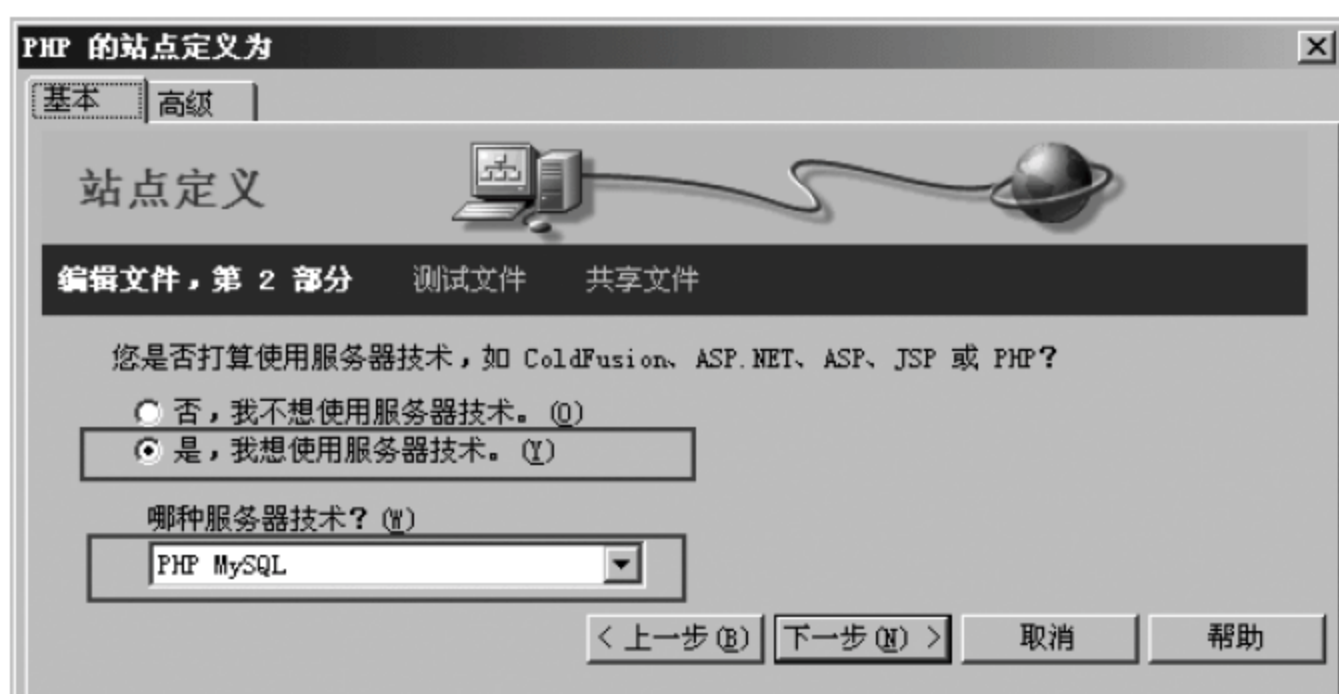 PHP 的站点定义为
基本 高级
站点定义
编辑文件，第 2 部分 测试文件 共享文件
您是否打算使用服务器技术，如 ColdFusion、ASP.NET、ASP、JSP 或 PHP?
否，我不想使用服务器技术。(O)
是，我想使用服务器技术。(Y)
哪种服务器技术? (W)
PHP MySQL
< 上一步(B) 下一步(N) > 取消 帮助